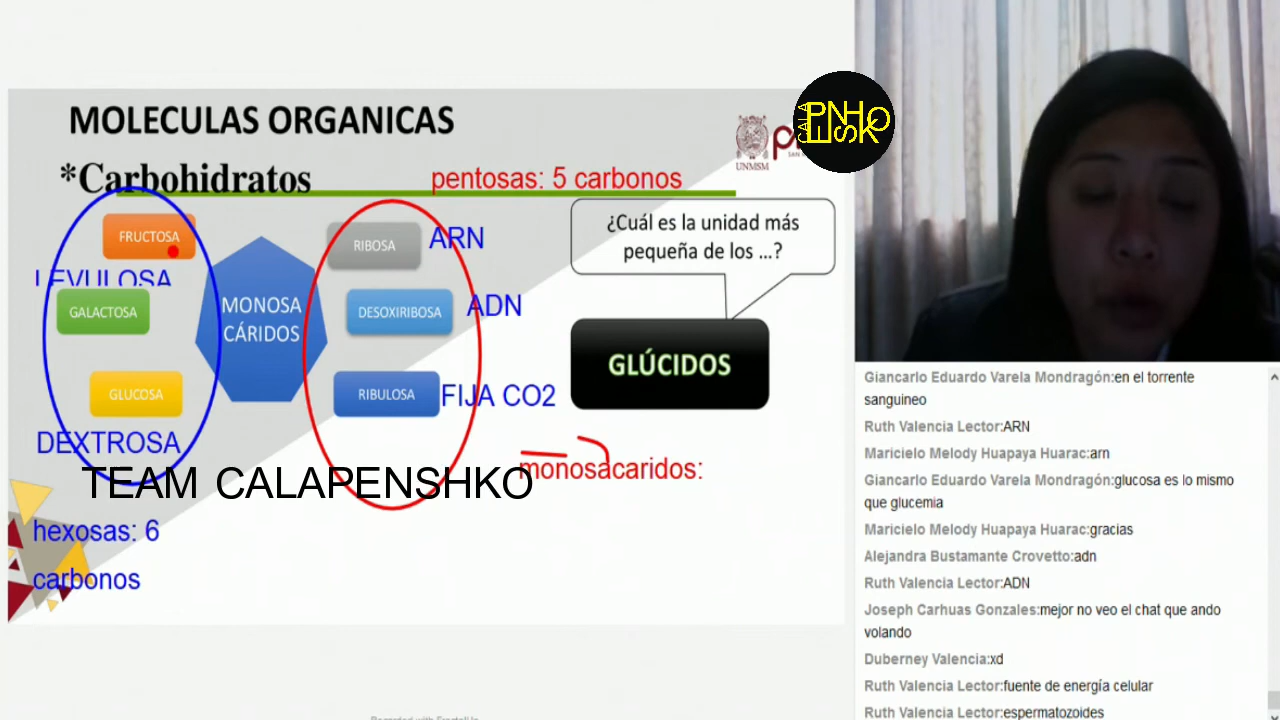 MOLECULAS ORGANICAS
*Carbohidratos
pentosas: 5 carbonos
UNMSM
CALA
PENHO
ESK
FRUCTOSA
LEVULOSA
GALACTOSA
GLUCOSA
DEXTROSA
MONOSA
CÁRIDOS
RIBOSA
ARN
DESOXIRIBOSA
ADN
RIBULOSA
FIJA CO2
¿Cuál es la unidad más
pequeña de los ...?
GLÚCIDOS
monosacaridos:
TEAM CALAPENSHKO
hexosas: 6
carbonos
Giancarlo Eduardo Varela Mondragón:en el torrente
sanguineo
Ruth Valencia Lector:ARN
Maricielo Melody Huapaya Huarac:arn
Giancarlo Eduardo Varela Mondragón:glucosa es lo mismo
que glucemia
Maricielo Melody Huapaya Huarac:gracias
Alejandra Bustamante Crovetto:adn
Ruth Valencia Lector:ADN
Joseph Carhuas Gonzales:mejor no veo el chat que ando
volando
Duberney Valencia:xd
Ruth Valencia Lector:fuente de energía celular
Ruth Valencia Lector:espermatozoides